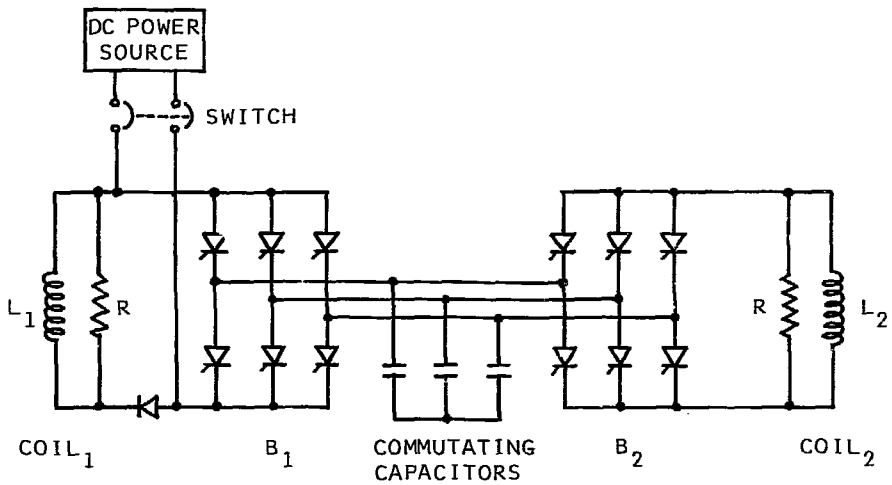 DC POWER
SOURCE
SWITCH
L1
R
R
L2
COIL1
B1
COMMUTATING
CAPACITORS
B2
COIL2